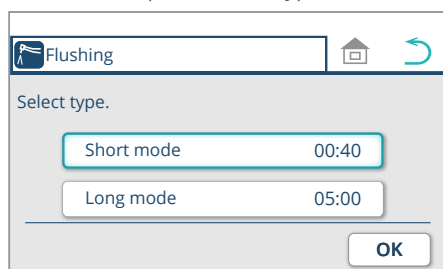 Flushing
Select type.
Short mode 00:40
Long mode 05:00
OK